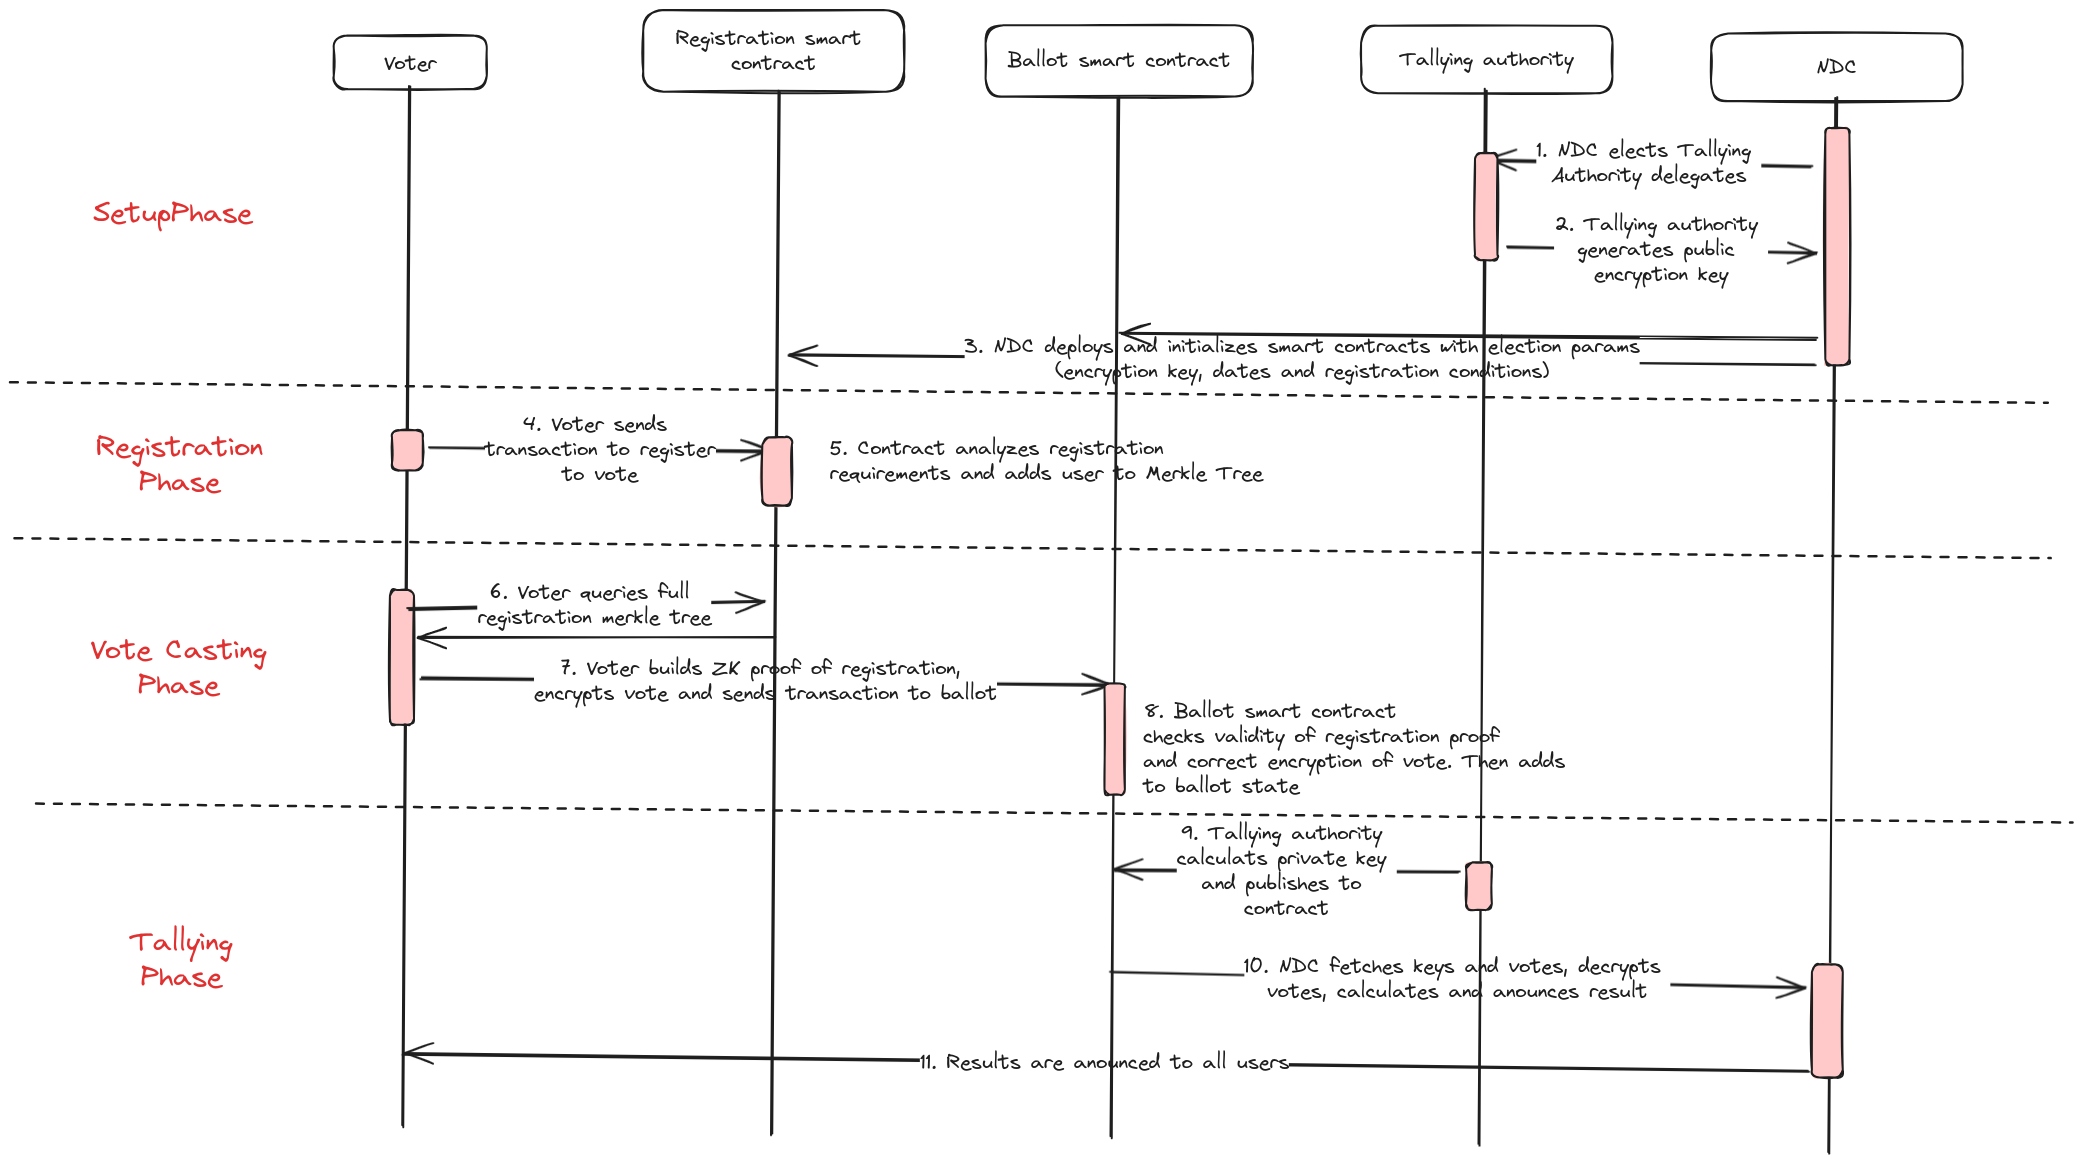 Voter
Registration smart
contract
Ballot smart contract
Tallying authority
NDC
SetupPhase
1. NDC elects Tallying
Authority delegates
2. Tallying authority
generates public
encryption key
3. NDC deploys and initializes smart contracts with election params
(encryption key, dates and registration conditions)
Registration
Phase
4. Voter sends
transaction to register
to vote
5. Contract analyzes registration
requirements and adds user to Merkle Tree
Vote Casting
Phase
6. Voter queries full
registration merkle tree
7. Voter builds ZK proof of registration,
encrypts vote and sends transaction to ballot
8. Ballot smart contract
checks validity of registration proof
and correct encryption of vote. Then adds
to ballot state
Tallying
Phase
9. Tallying authority
calculats private key
and publishes to
contract
10. NDC fetches keys and votes, decrypts
votes, calculates and anounces result
11. Results are anounced to all users